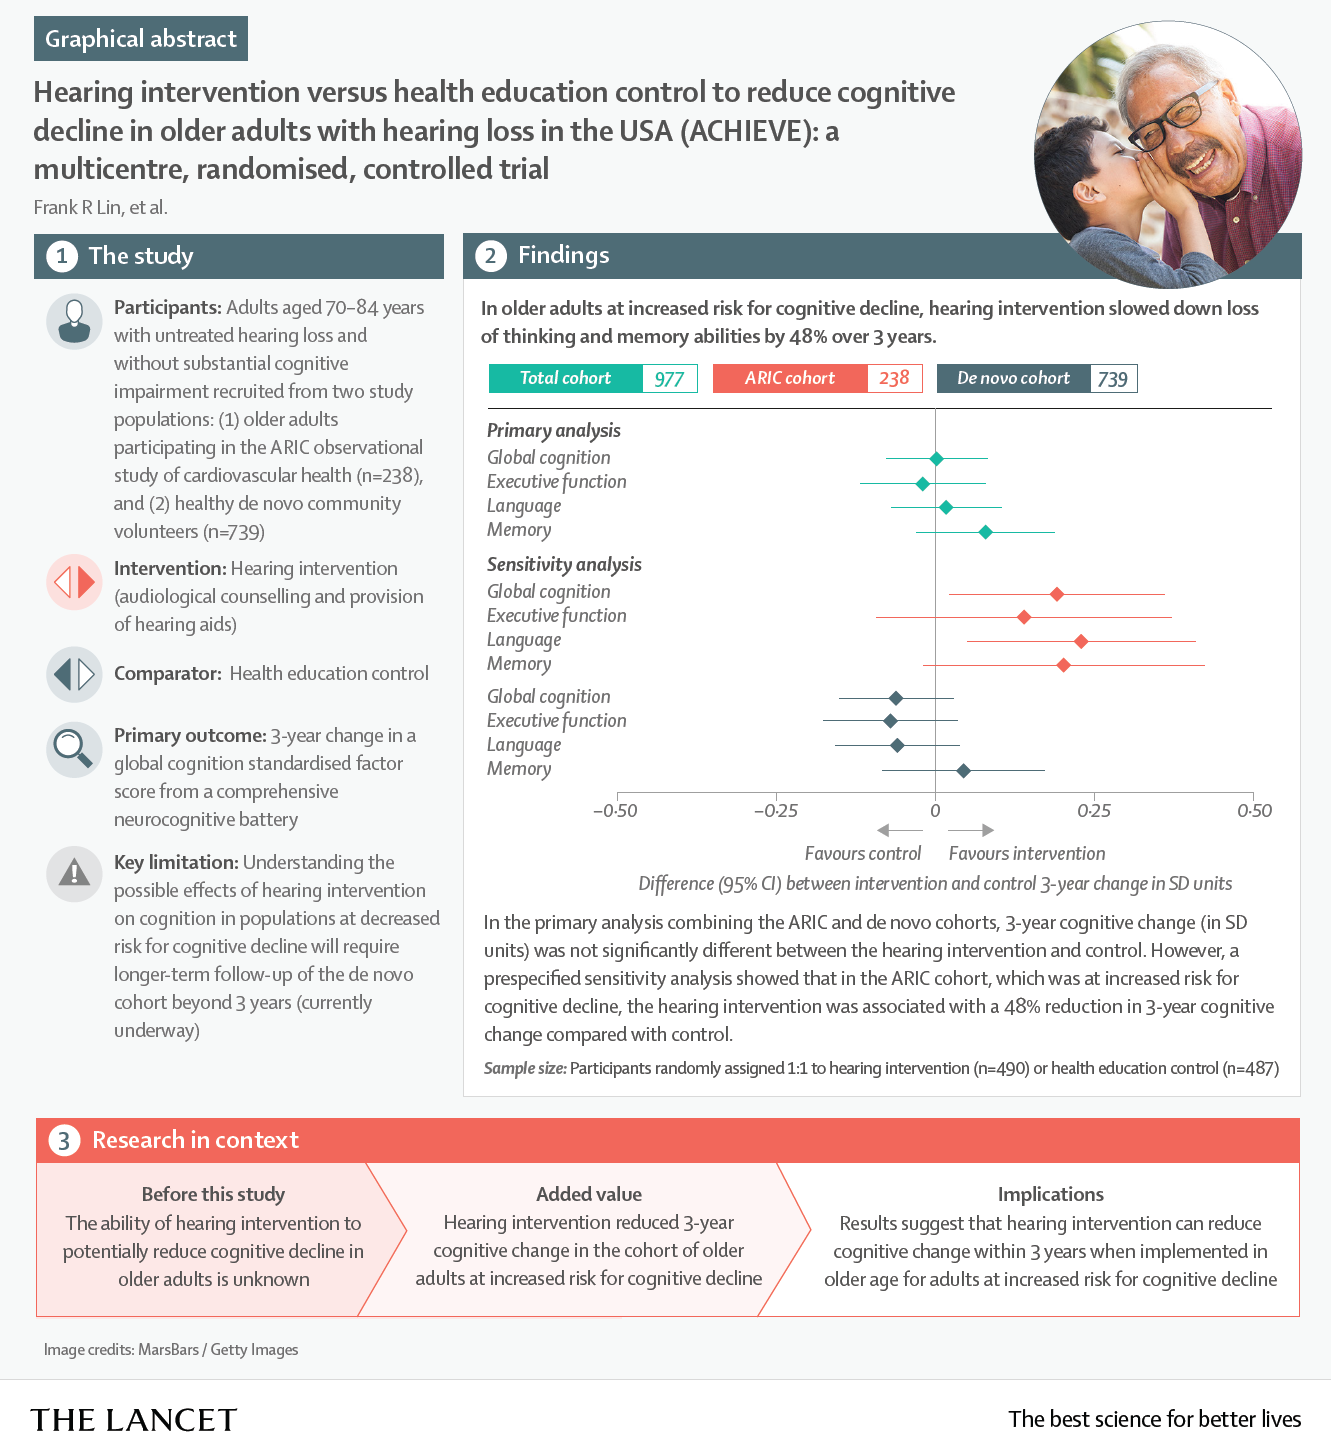 Graphical abstract
Hearing intervention versus health education control to reduce cognitive
decline in older adults with hearing loss in the USA (ACHIEVE): a
multicentre, randomised, controlled trial
Frank R Lin, et al.
1 The study
Participants: Adults aged 70–84 years
with untreated hearing loss and
without substantial cognitive
impairment recruited from two study
populations: (1) older adults
participating in the ARIC observational
study of cardiovascular health (n=238),
and (2) healthy de novo community
volunteers (n=739)
Intervention: Hearing intervention
(audiological counselling and provision
of hearing aids)
Comparator: Health education control
Primary outcome: 3-year change in a
global cognition standardised factor
score from a comprehensive
neurocognitive battery
Key limitation: Understanding the
possible effects of hearing intervention
on cognition in populations at decreased
risk for cognitive decline will require
longer-term follow-up of the de novo
cohort beyond 3 years (currently
underway)
2 Findings
In older adults at increased risk for cognitive decline, hearing intervention slowed down loss
of thinking and memory abilities by 48% over 3 years.
Total cohort 977 ARIC cohort 238 De novo cohort 739
Primary analysis
Global cognition
Executive function
Language
Memory
Sensitivity analysis
Global cognition
Executive function
Language
Memory
Global cognition
Executive function
Language
Memory
–0·50 –0·25 0 0·25 0·50
Favours control Favours intervention
Difference (95% CI) between intervention and control 3-year change in SD units
In the primary analysis combining the ARIC and de novo cohorts, 3-year cognitive change (in SD
units) was not significantly different between the hearing intervention and control. However, a
prespecified sensitivity analysis showed that in the ARIC cohort, which was at increased risk for
cognitive decline, the hearing intervention was associated with a 48% reduction in 3-year cognitive
change compared with control.
Sample size: Participants randomly assigned 1:1 to hearing intervention (n=490) or health education control (n=487)
3 Research in context
Before this study
The ability of hearing intervention to
potentially reduce cognitive decline in
older adults is unknown
Added value
Hearing intervention reduced 3-year
cognitive change in the cohort of older
adults at increased risk for cognitive decline
Implications
Results suggest that hearing intervention can reduce
cognitive change within 3 years when implemented in
older age for adults at increased risk for cognitive decline
Image credits: MarsBars / Getty Images
THE LANCET
The best science for better lives